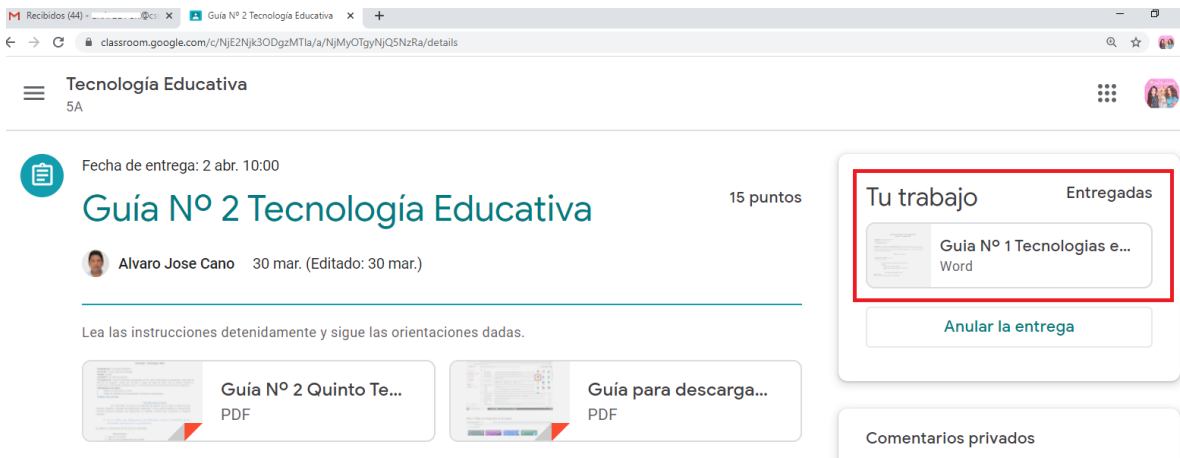 Recibidos (44) - @cs
Guía Nº 2 Tecnología Educativa
classroom.google.com/c/NjE2Njk3ODgzMTIa/a/NjMyOTgyNjQ5NzRa/details
Tecnología Educativa
5A
Fecha de entrega: 2 abr. 10:00
Guía Nº 2 Tecnología Educativa
15 puntos
Alvaro Jose Cano 30 mar. (Editado: 30 mar.)
Lea las instrucciones detenidamente y sigue las orientaciones dadas.
Guía Nº 2 Quinto Te...
PDF
Guía para descarga...
PDF
Tu trabajo
Entregadas
Guia Nº 1 Tecnologias e...
Word
Anular la entrega
Comentarios privados